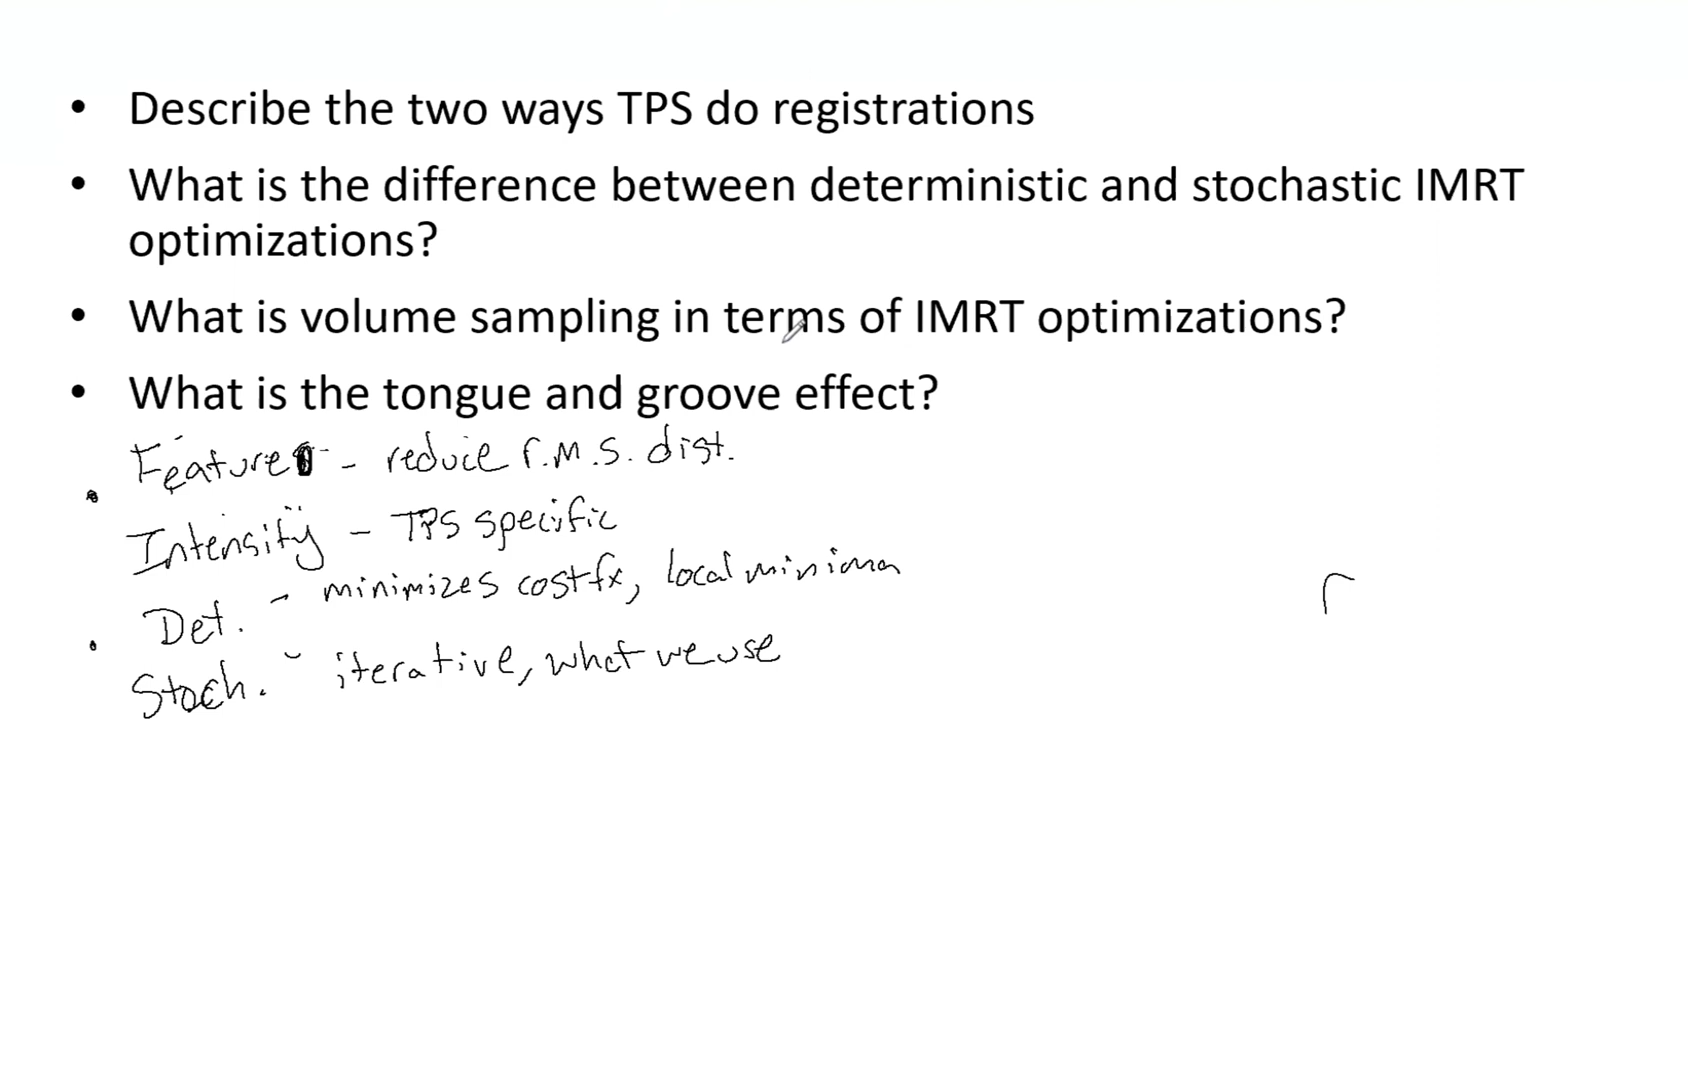 • Describe the two ways TPS do registrations
• What is the difference between deterministic and stochastic IMRT
optimizations?
• What is volume sampling in terms of IMRT optimizations?
• What is the tongue and groove effect?
Feature - reduce r.m.s. dist.
Intensity - TPS specific
Det. - minimizes cost fx, local minima
Stoch. - iterative, what we use